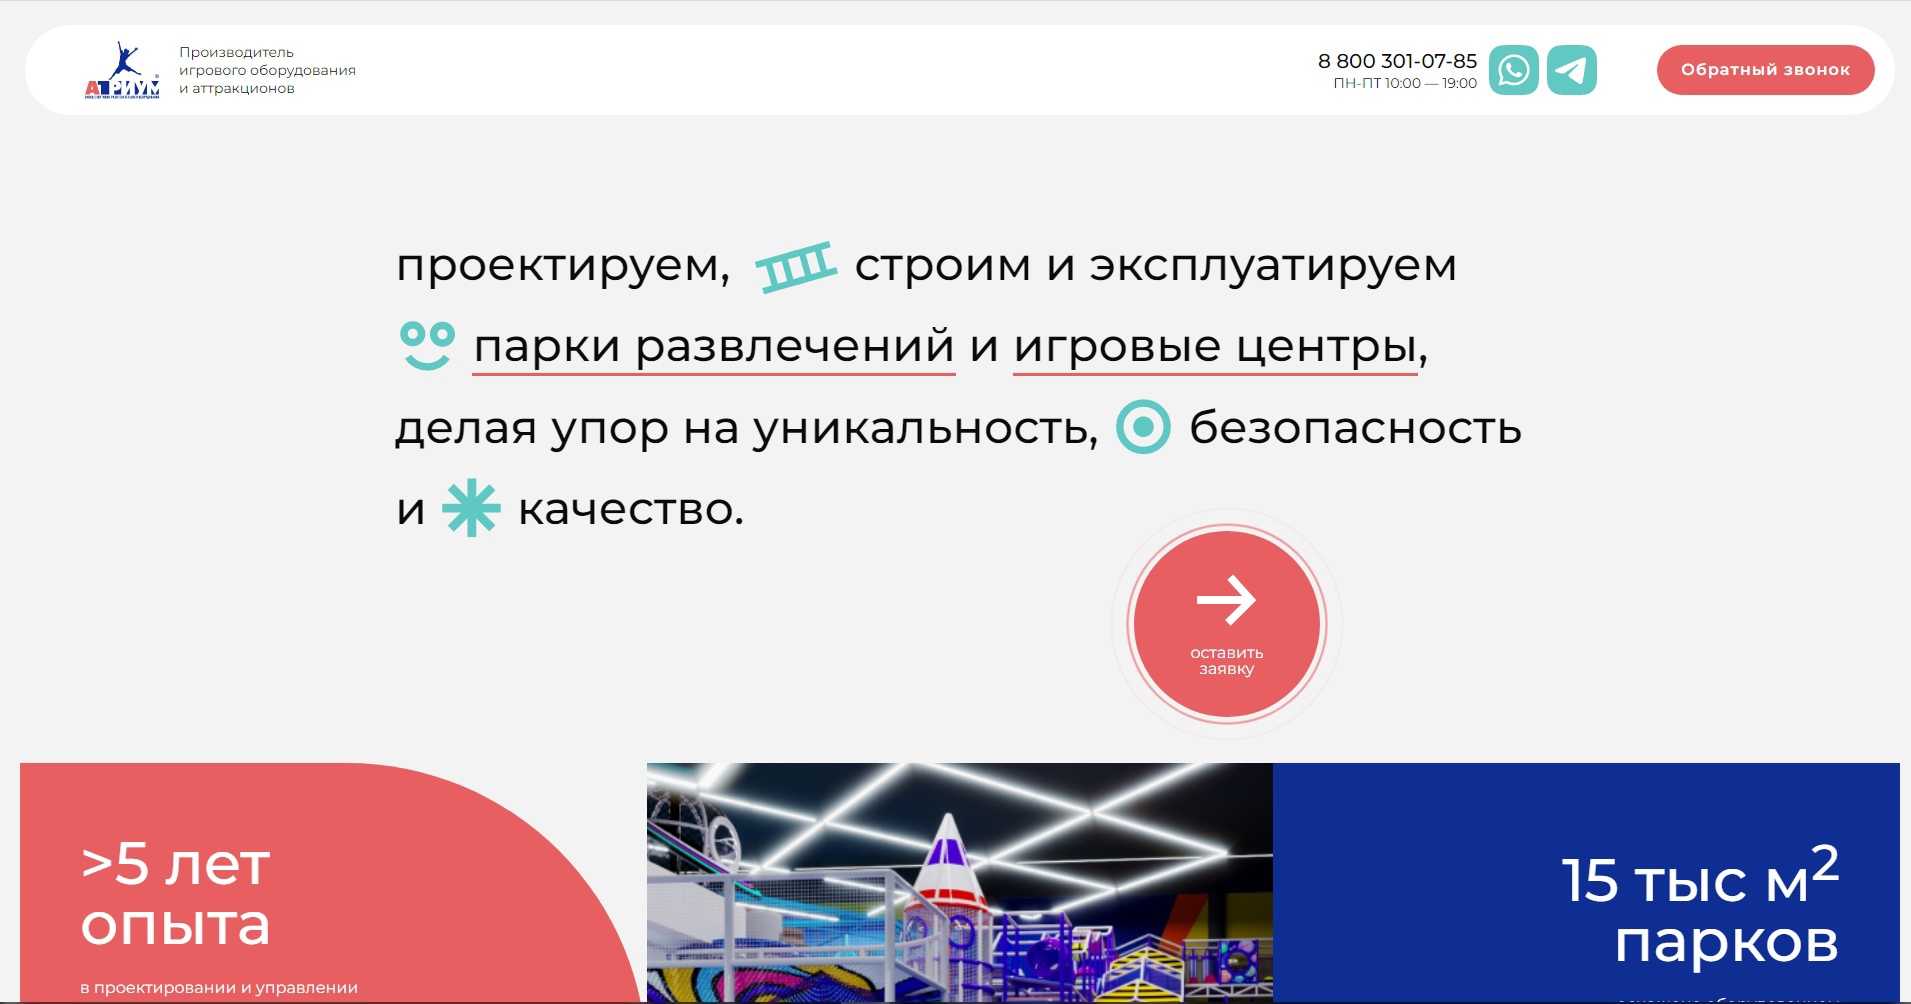 АТРИУМ
Производитель
игрового оборудования
и аттракционов
8 800 301-07-85
ПН-ПТ 10:00 — 19:00
Обратный звонок
проектируем, строим и эксплуатируем
парки развлечений и игровые центры,
делая упор на уникальность, безопасность
и качество.
оставить
заявку
>5 лет
опыта
в проектировании и управлении
15 тыс м²
парков